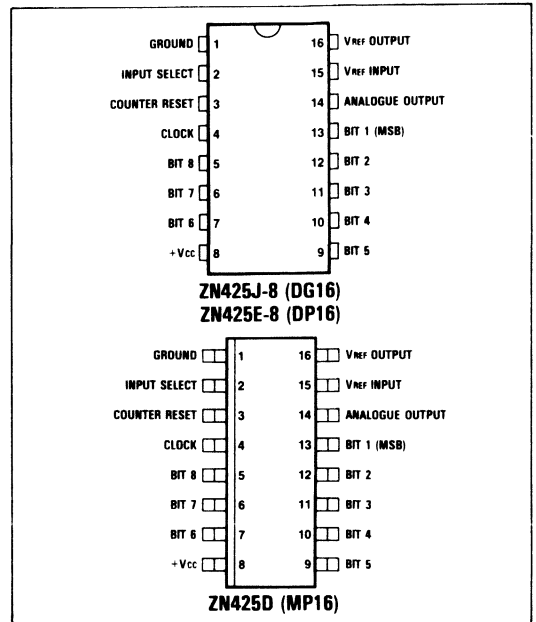 GROUND 1 16 VREF OUTPUT
INPUT SELECT 2 15 VREF INPUT
COUNTER RESET 3 14 ANALOGUE OUTPUT
CLOCK 4 13 BIT 1 (MSB)
BIT 8 5 12 BIT 2
BIT 7 6 11 BIT 3
BIT 6 7 10 BIT 4
+Vcc 8 9 BIT 5
ZN425J-8 (DG16)
ZN425E-8 (DP16)
GROUND 1 16 VREF OUTPUT
INPUT SELECT 2 15 VREF INPUT
COUNTER RESET 3 14 ANALOGUE OUTPUT
CLOCK 4 13 BIT 1 (MSB)
BIT 8 5 12 BIT 2
BIT 7 6 11 BIT 3
BIT 6 7 10 BIT 4
+Vcc 8 9 BIT 5
ZN425D (MP16)